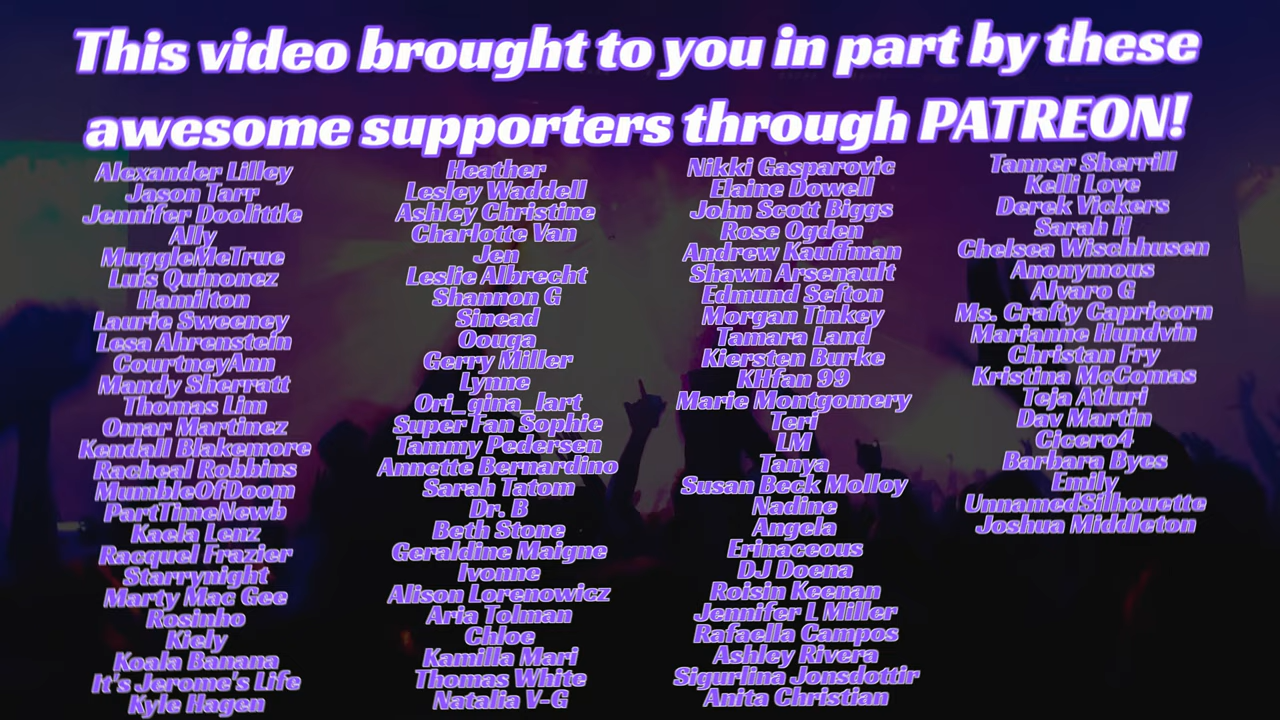 This video brought to you in part by these
awesome supporters through PATREON!
Alexander Lilley
Jason Tarr
Jennifer Doolittle
Ally
MuggleMeTrue
Luis Quinonez
Hamilton
Laurie Sweeney
Lesa Ahrenstein
CourtneyAnn
Mandy Sherratt
Thomas Lim
Omar Martinez
Kendall Blakemore
Racheal Robbins
MumbleOfDoom
PartTimeNewb
Kaela Lenz
Racquel Frazier
Starrynight
Marty Mac Gee
Rosinho
Kiely
Koala Banana
It's Jerome's Life
Kyle Hagen
Heather
Lesley Waddell
Ashley Christine
Charlotte Van
Jen
Leslie Albrecht
Shannon G
Sinead
Oouga
Gerry Miller
Lynne
Ori_gina_lart
Super Fan Sophie
Tammy Pedersen
Annette Bernardino
Sarah Tatom
Dr. B
Beth Stone
Geraldine Maigne
Ivonne
Alison Lorenowicz
Aria Tolman
Chloe
Kamilla Mari
Thomas White
Natalia V-G
Nikki Gasparovic
Elaine Dowell
John Scott Biggs
Rose Ogden
Andrew Kauffman
Shawn Arsenault
Edmund Sefton
Morgan Tinkey
Tamara Land
Kiersten Burke
KHfan 99
Marie Montgomery
Teri
LM
Tanya
Susan Beck Molloy
Nadine
Angela
Erinaceous
DJ Doena
Roisin Keenan
Jennifer L Miller
Rafaella Campos
Ashley Rivera
Sigurlina Jonsdottir
Anita Christian
Tanner Sherrill
Kelli Love
Derek Vickers
Sarah H
Chelsea Wischhusen
Anonymous
Alvaro G
Ms. Crafty Capricorn
Marianne Hundvin
Christan Fry
Kristina McComas
Teja Atluri
Dav Martin
Cicero4
Barbara Byes
Emily
UnnamedSilhouette
Joshua Middleton